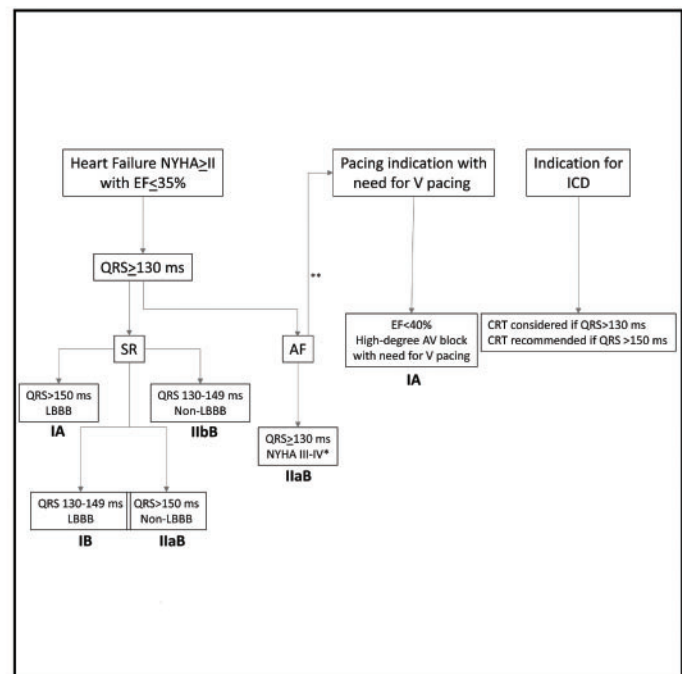 Heart Failure NYHA≥II
with EF≤35%
Pacing indication with
need for V pacing
Indication for
ICD
QRS≥130 ms
**
SR
AF
EF<40%
High-degree AV block
with need for V pacing
IA
CRT considered if QRS>130 ms
CRT recommended if QRS >150 ms
QRS>150 ms
LBBB
IA
QRS 130-149 ms
Non-LBBB
IIbB
QRS≥130 ms
NYHA III-IV*
IIaB
QRS 130-149 ms
LBBB
IB
QRS>150 ms
Non-LBBB
IIaB